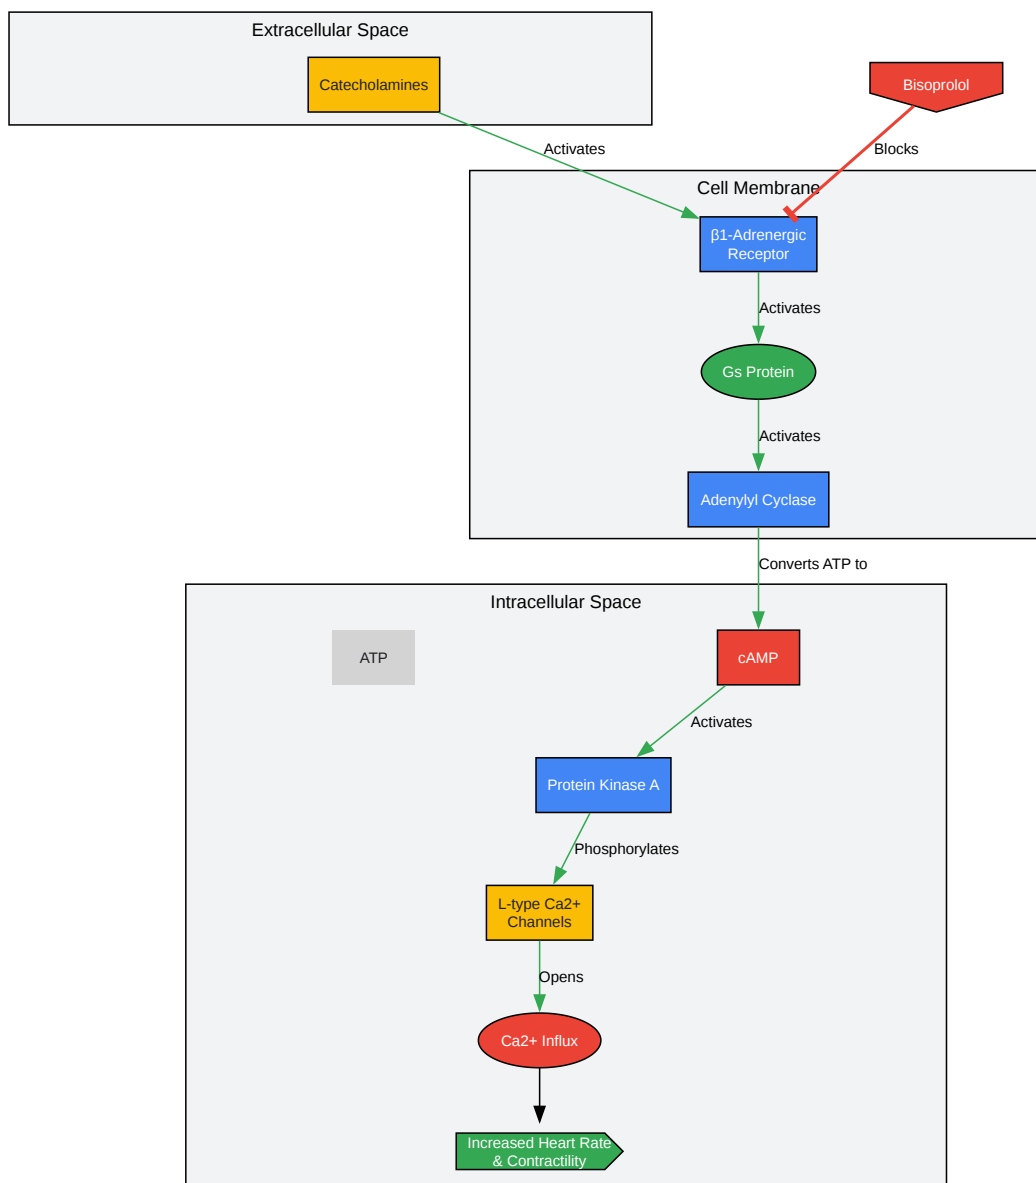 Extracellular Space
Catecholamines
Bisoprolol
Activates
Blocks
Cell Membrane
β1-Adrenergic
Receptor
Activates
Gs Protein
Activates
Adenylyl Cyclase
Converts ATP to
Intracellular Space
ATP
cAMP
Activates
Protein Kinase A
Phosphorylates
L-type Ca2+
Channels
Opens
Ca2+ Influx
Increased Heart Rate
& Contractility